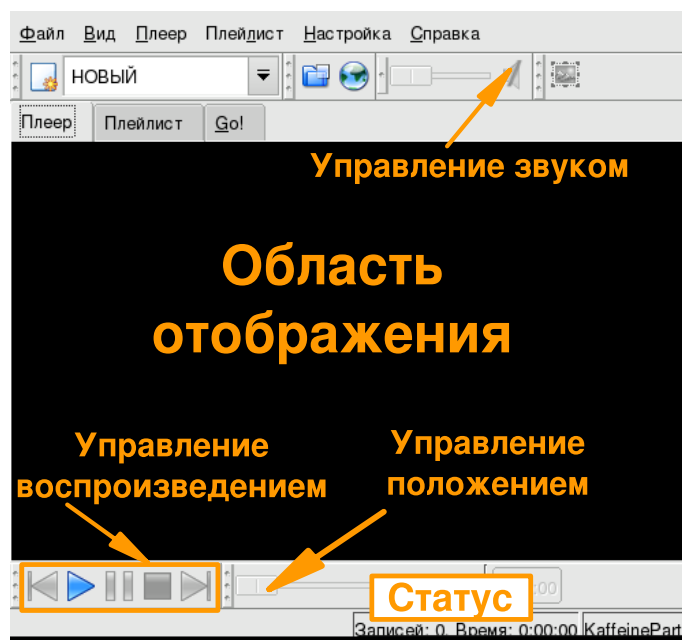 Файл Вид Плеер Плейлист Настройка Справка
НОВЫЙ
Плеер Плейлист Go!
Управление звуком
Область
отображения
Управление
воспроизведением
Управление
положением
Статус
Записей: 0, Время: 0:00:00 KaffeinePart